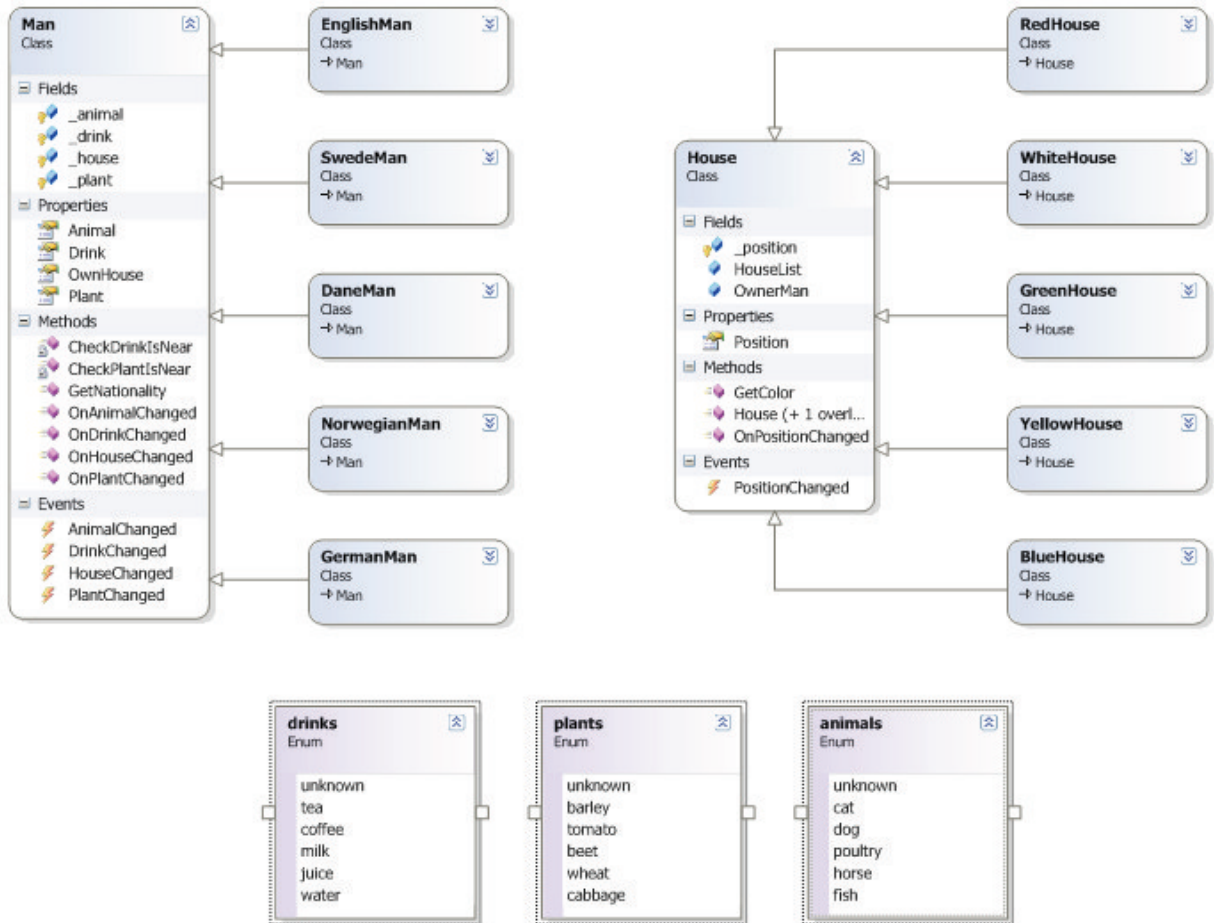 Man
Class
Fields
_animal
_drink
_house
_plant
Properties
Animal
Drink
OwnHouse
Plant
Methods
CheckDrinkIsNear
CheckPlantIsNear
GetNationality
OnAnimalChanged
OnDrinkChanged
OnHouseChanged
OnPlantChanged
Events
AnimalChanged
DrinkChanged
HouseChanged
PlantChanged
EnglishMan
Class
Man
SwedeMan
Class
Man
DaneMan
Class
Man
NorwegianMan
Class
Man
GermanMan
Class
Man
House
Class
Fields
_position
HouseList
OwnerMan
Properties
Position
Methods
GetColor
House (+ 1 overl...
OnPositionChanged
Events
PositionChanged
RedHouse
Class
House
WhiteHouse
Class
House
GreenHouse
Class
House
YellowHouse
Class
House
BlueHouse
Class
House
drinks
Enum
unknown
tea
coffee
milk
juice
water
plants
Enum
unknown
barley
tomato
beet
wheat
cabbage
animals
Enum
unknown
cat
dog
poultry
horse
fish